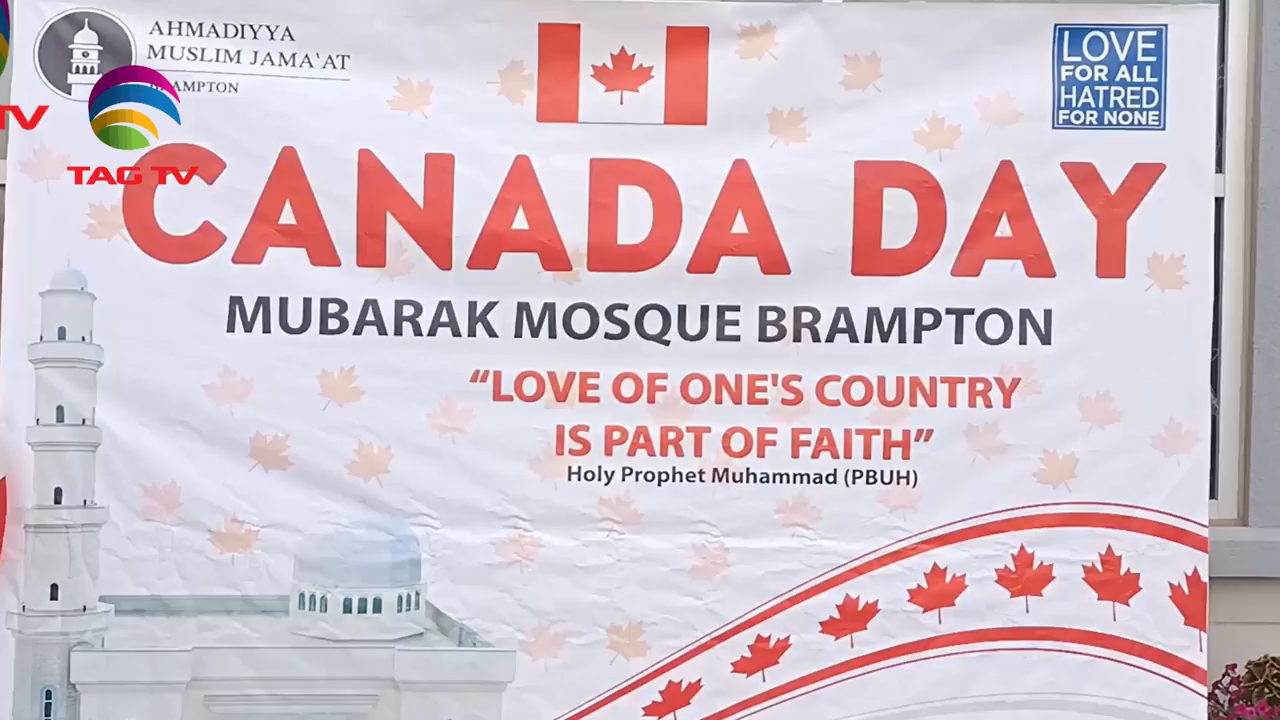 AHMADIYYA
MUSLIM JAMA'AT
BRAMPTON
TV
TAG TV
LOVE
FOR ALL
HATRED
FOR NONE
CANADA DAY
MUBARAK MOSQUE BRAMPTON
“LOVE OF ONE'S COUNTRY
IS PART OF FAITH”
Holy Prophet Muhammad (PBUH)